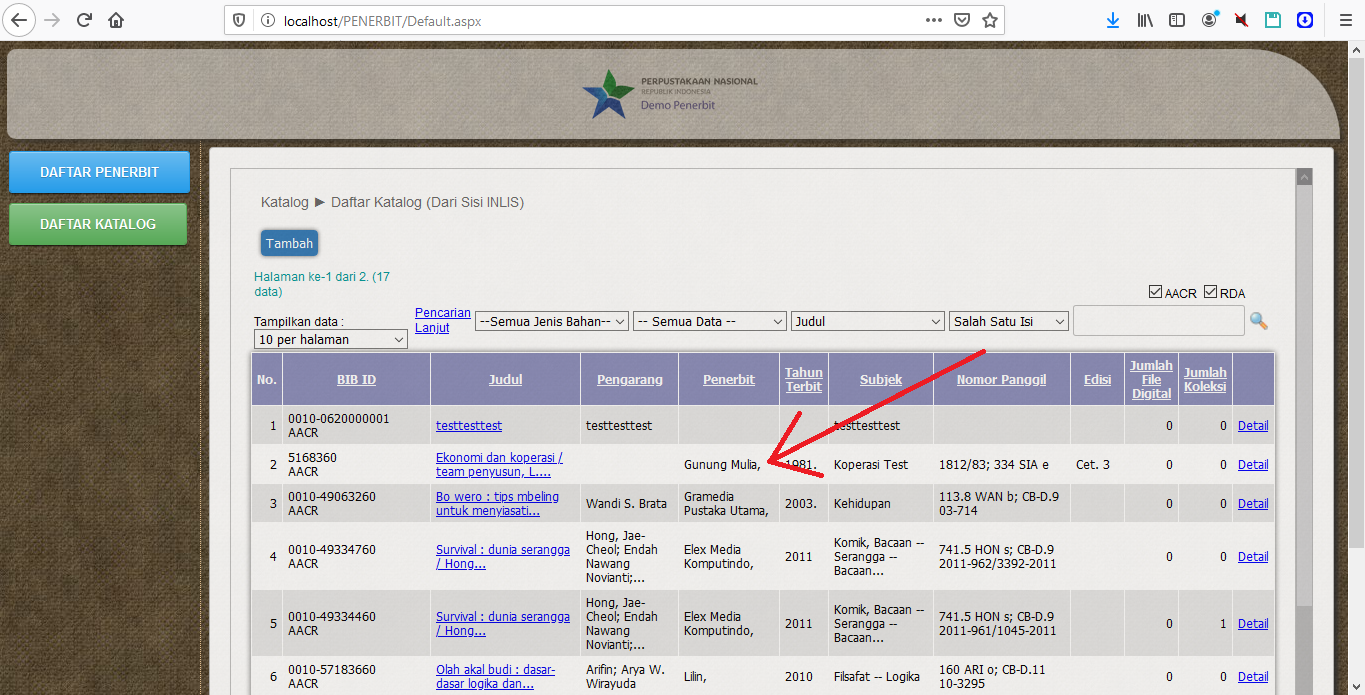 localhost/PENERBIT/Default.aspx
PERPUSTAKAAN NASIONAL
REPUBLIK INDONESIA
Demo Penerbit
DAFTAR PENERBIT
DAFTAR KATALOG
Katalog ► Daftar Katalog (Dari Sisi INLIS)
Tambah
Halaman ke-1 dari 2. (17
data)
AACR RDA
Tampilkan data :
10 per halaman
Pencarian
Lanjut
--Semua Jenis Bahan-- -- Semua Data -- Judul Salah Satu Isi
No. BIB ID Judul Pengarang Penerbit Tahun Terbit Subjek Nomor Panggil Edisi Jumlah File Digital Jumlah Koleksi
1 0010-0620000001 testtesttest testtesttest testtesttest 0 0 Detail
AACR
2 5168360 Ekonomi dan koperasi / Gunung Mulia, 1981. Koperasi Test 1812/83; 334 SIA e Cet. 3 0 0 Detail
AACR team penyusun, L....
3 0010-49063260 Bo wero : tips mbeling Wandi S. Brata Gramedia 2003. Kehidupan 113.8 WAN b; CB-D.9 0 0 Detail
AACR untuk menyiasati... Pustaka Utama, 03-714
4 0010-49334760 Survival : dunia serangga Hong, Jae- Elex Media 2011 Komik, Bacaan -- 741.5 HON s; CB-D.9 0 0 Detail
AACR / Hong... Cheol; Endah Komputindo, Serangga -- 2011-962/3392-2011
Nawang Bacaan...
Novianti;...
5 0010-49334460 Survival : dunia serangga Hong, Jae- Elex Media 2011 Komik, Bacaan -- 741.5 HON s; CB-D.9 0 1 Detail
AACR / Hong... Cheol; Endah Komputindo, Serangga -- 2011-961/1045-2011
Nawang Bacaan...
Novianti;...
6 0010-57183660 Olah akal budi : dasar- Arifin; Arya W. Lilin, 2010 Filsafat -- Logika 160 ARI o; CB-D.11 0 0 Detail
AACR dasar logika dan... Wirayuda 10-3295